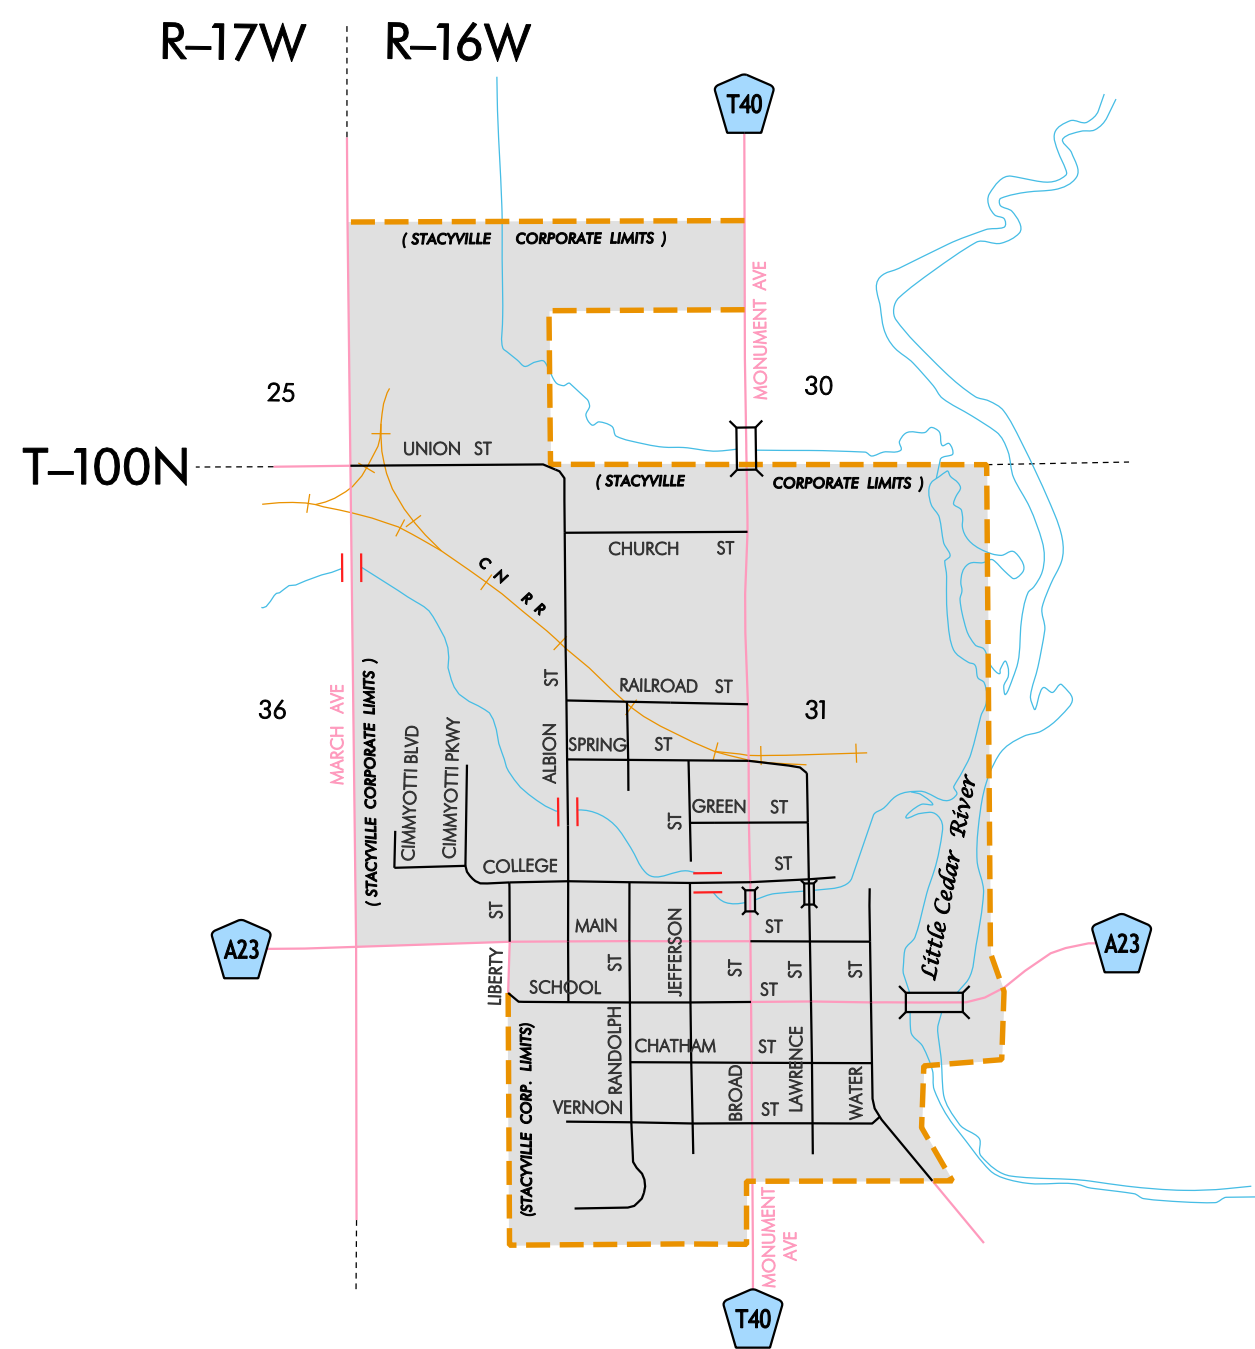 R–17W R–16W
T40
( STACYVILLE CORPORATE LIMITS )
MONUMENT AVE
25
30
UNION ST
T–100N
( STACYVILLE CORPORATE LIMITS )
CHURCH ST
C N R R
RAILROAD ST
36
31
MARCH AVE
( STACYVILLE CORPORATE LIMITS )
CIMMYOTTI BLVD
CIMMYOTTI PKWY
ALBION ST
SPRING ST
GREEN ST
COLLEGE ST
MAIN ST
Little Cedar River
A23
A23
LIBERTY ST
SCHOOL ST
RANDOLPH ST
JEFFERSON ST
BROAD ST
LAWRENCE ST
WATER ST
CHATHAM ST
VERNON ST
(STACYVILLE CORP. LIMITS)
MONUMENT
AVE
T40